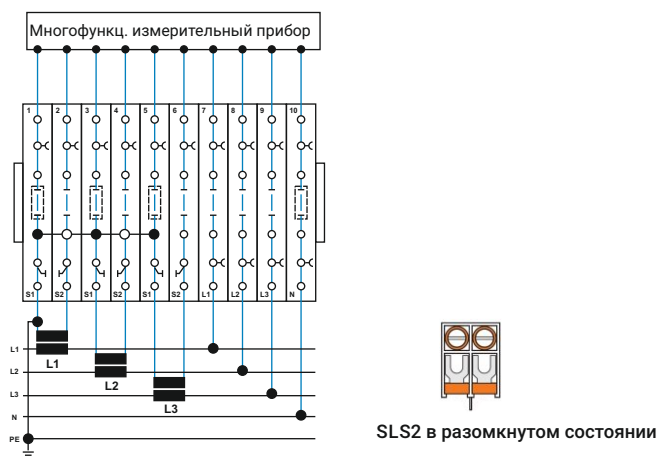 Многофункц. измерительный прибор
1 2 3 4 5 6 7 8 9 10
S1 S2 S1 S2 S1 S2 L1 L2 L3 N
L1
L1
L2
L2
L3
L3
N
PE
SLS2 в разомкнутом состоянии